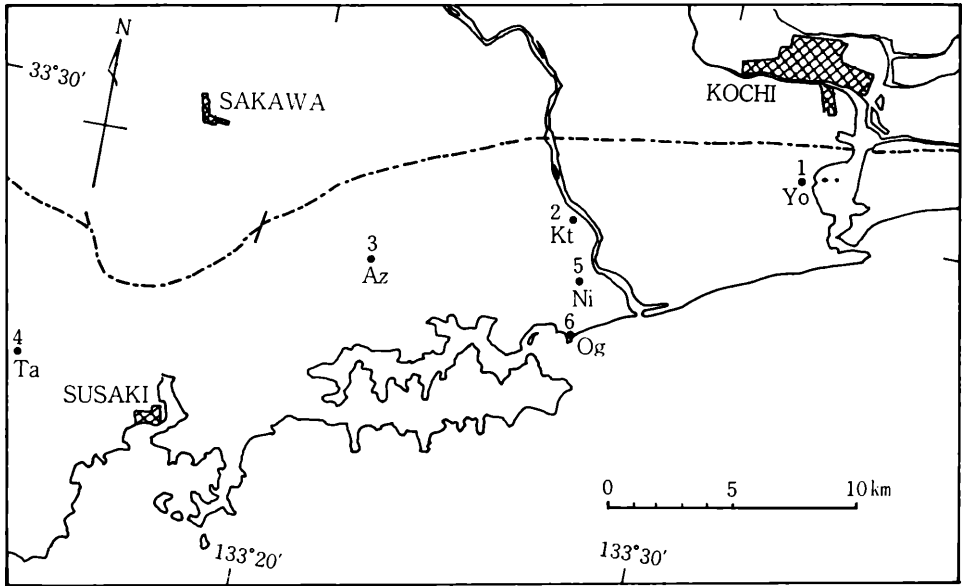 N
33°30'
SAKAWA
KOCHI
1
Yo
2
Kt
3
Az
5
Ni
4
Ta
6
Og
SUSAKI
0 5 10 km
133°20'
133°30'